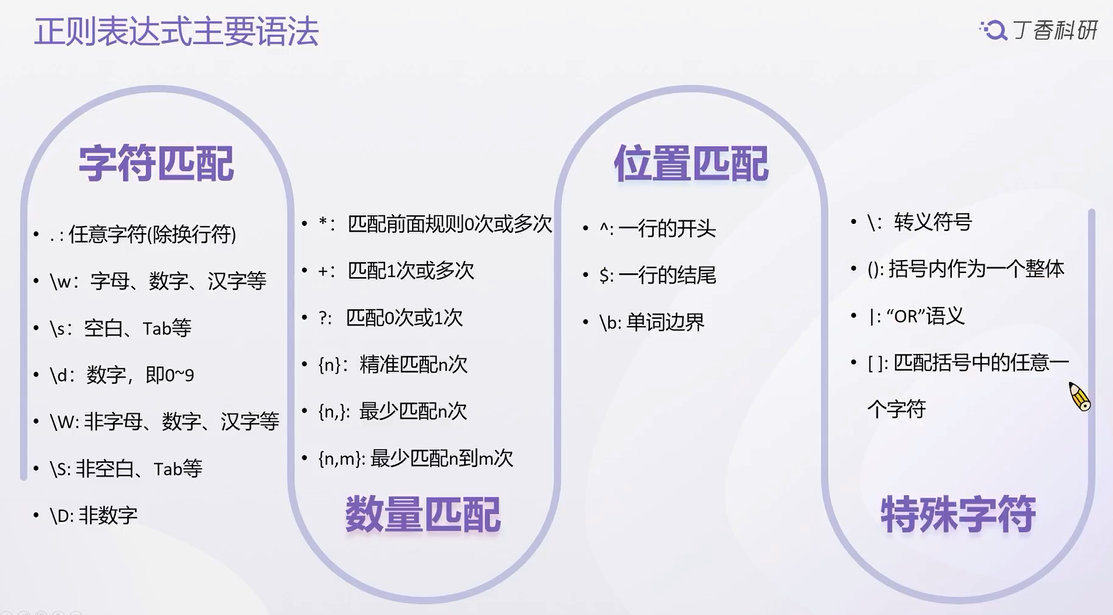 正则表达式主要语法
丁香科研
字符匹配
. : 任意字符(除换行符)
\w：字母、数字、汉字等
\s：空白、Tab等
\d：数字，即0~9
\W: 非字母、数字、汉字等
\S: 非空白、Tab等
\D: 非数字
*：匹配前面规则0次或多次
+：匹配1次或多次
?: 匹配0次或1次
{n}：精准匹配n次
{n,}: 最少匹配n次
{n,m}: 最少匹配n到m次
数量匹配
位置匹配
^: 一行的开头
$: 一行的结尾
\b: 单词边界
\：转义符号
(): 括号内作为一个整体
|: “OR”语义
[ ]: 匹配括号中的任意一
个字符
特殊字符